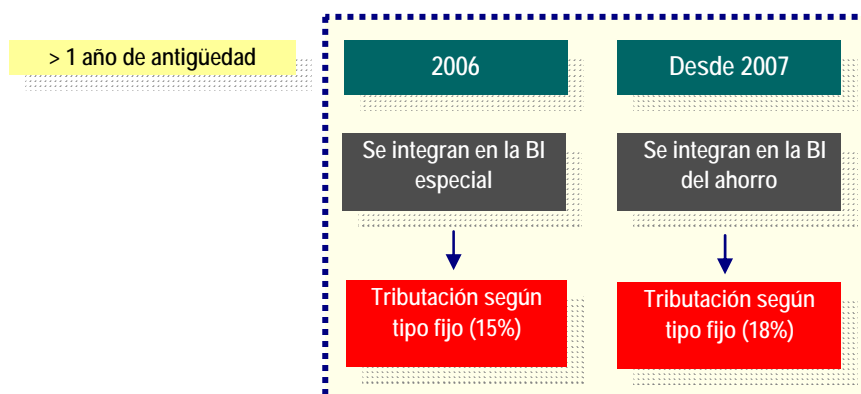 > 1 año de antigüedad
2006
Desde 2007
Se integran en la BI
especial
Se integran en la BI
del ahorro
Tributación según
tipo fijo (15%)
Tributación según
tipo fijo (18%)